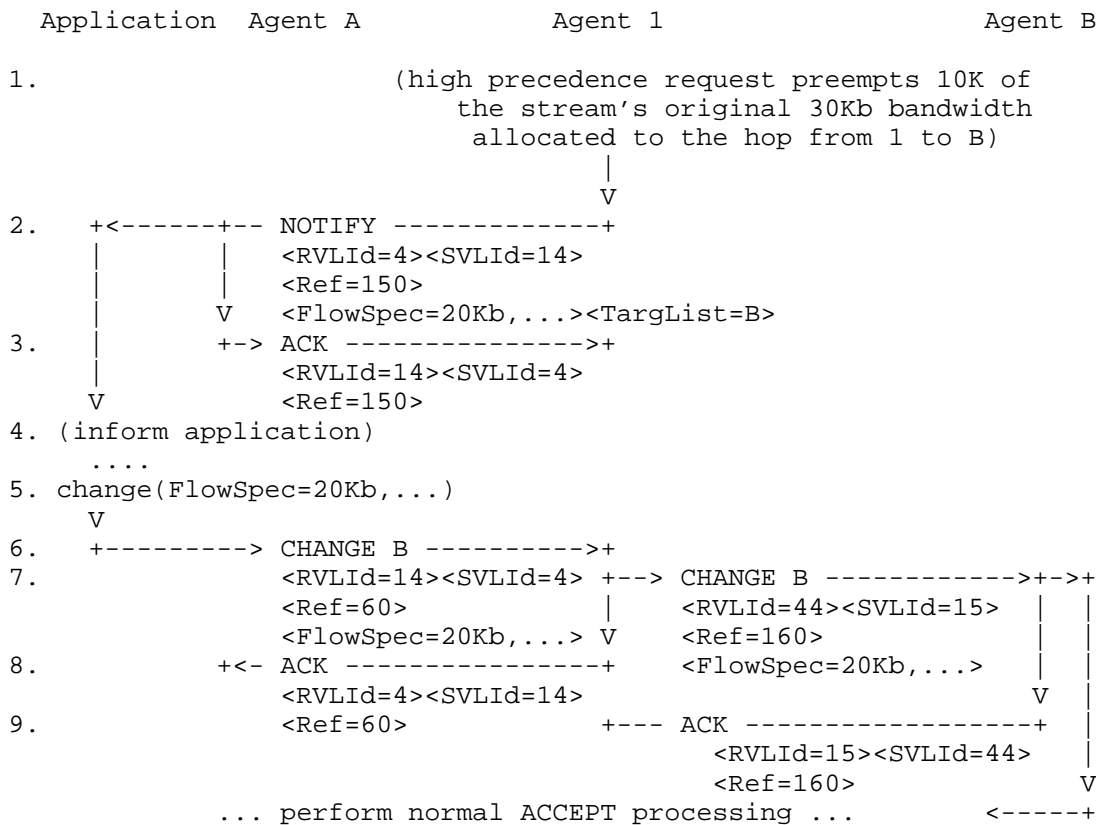 Application  Agent A             Agent 1                       Agent B

1.                         (high precedence request preempts 10K of
                              the stream's original 30Kb bandwidth
                               allocated to the hop from 1 to B)
                                        |
                                        V
2.     +<------+-- NOTIFY -------------+
       |       |   <RVLId=4><SVLId=14>
       |       |   <Ref=150>
       |       V   <FlowSpec=20Kb,...><TargList=B>
3.     |       +-> ACK --------------->+
       |           <RVLId=14><SVLId=4>
       V           <Ref=150>
4. (inform application)
       ....
5. change(FlowSpec=20Kb,...)
       V
6.     +---------> CHANGE B ---------->+
7.                 <RVLId=14><SVLId=4> +--> CHANGE B ------------>+->+
                   <Ref=60>            |    <RVLId=44><SVLId=15>  |  |
                   <FlowSpec=20Kb,...> V    <Ref=160>             |  |
8.             +<- ACK ----------------+    <FlowSpec=20Kb,...>   |  |
                   <RVLId=4><SVLId=14>                            V  |
9.                 <Ref=60>            +--- ACK ------------------+  |
                                              <RVLId=15><SVLId=44>   |
                                              <Ref=160>              V
               ... perform normal ACCEPT processing ...        <-----+